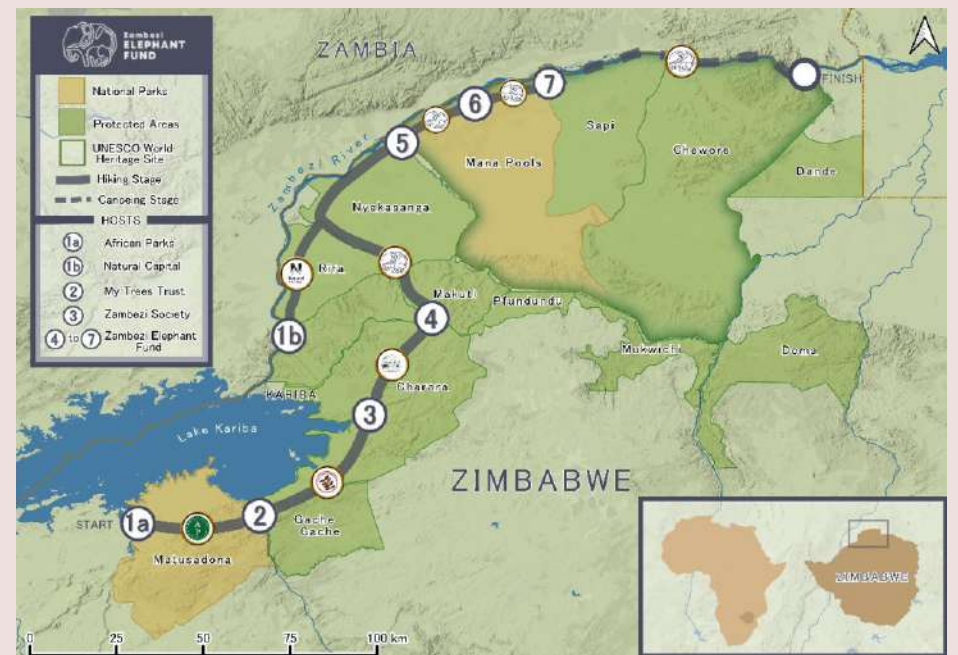 Zambezi
ELEPHANT
FUND
National Parks
Protected Areas
UNESCO World
Heritage Site
Hiking Stage
Canoeing Stage
HOSTS
1a African Parks
1b Natural Capital
2 My Trees Trust
3 Zambezi Society
4 to 7 Zambezi Elephant
Fund
ZAMBIA
Zambezi River
FINISH
7
6
5
Sapi
Chewore
Mana Pools
Dande
Nyakasanga
N
Rifa
Makuti
Pfundundu
4
1b
Mukwichi
Doma
Charara
KARIBA
3
Lake Kariba
ZIMBABWE
START
1a
2
Gache
Gache
Matusadona
ZIMBABWE
0 25 50 75 100 km